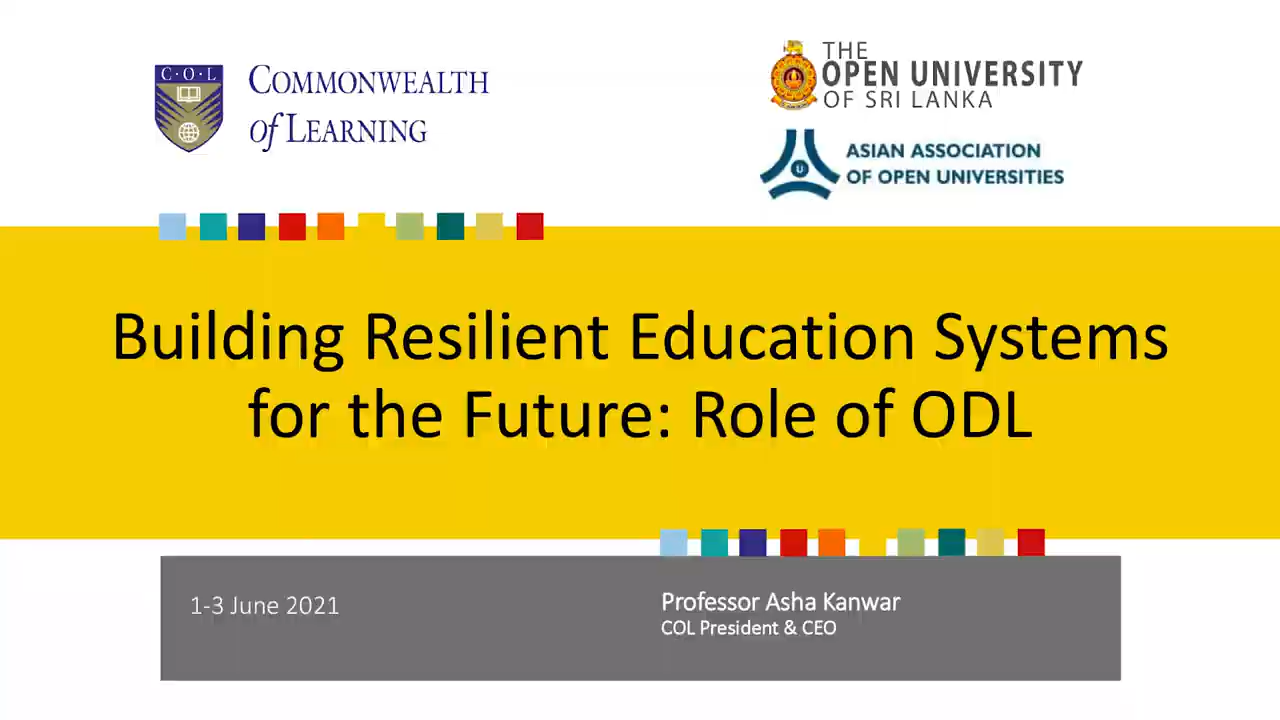 C·O·L
COMMONWEALTH
of LEARNING
THE
OPEN UNIVERSITY
OF SRI LANKA
U
ASIAN ASSOCIATION
OF OPEN UNIVERSITIES
Building Resilient Education Systems
for the Future: Role of ODL
1-3 June 2021
Professor Asha Kanwar
COL President & CEO